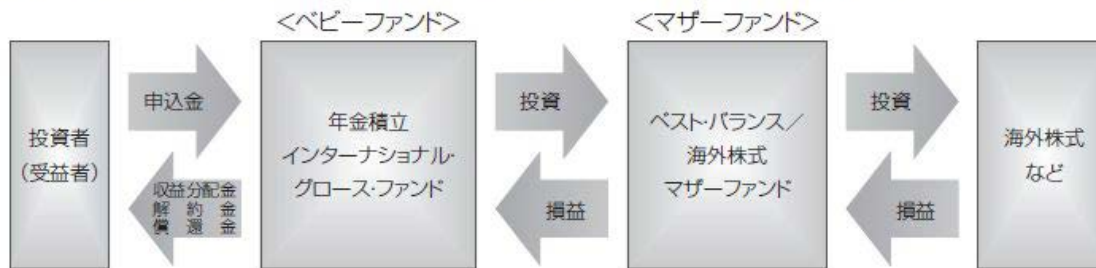 <ベビーファンド>
<マザーファンド>
投資者
(受益者)
申込金
収益分配金
解約金
償還金
年金積立
インターナショナル・
グロース・ファンド
投資
損益
ベスト・バランス/
海外株式
マザーファンド
投資
損益
海外株式
など